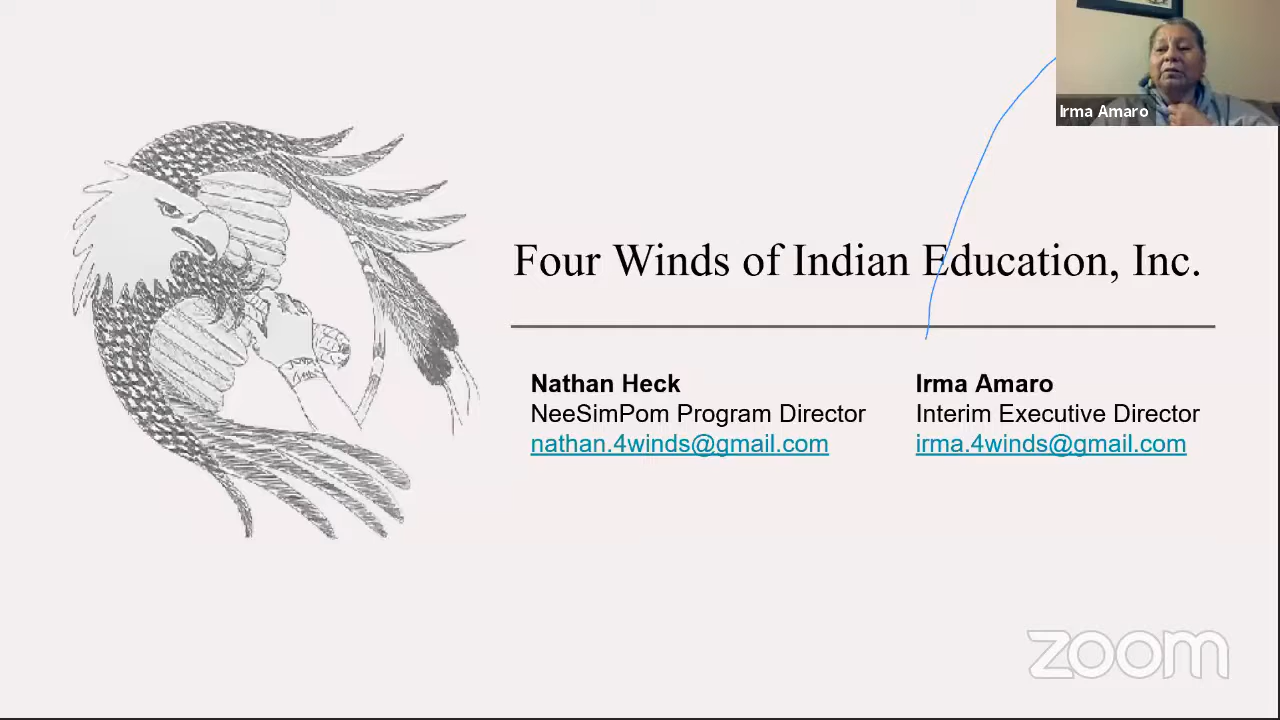 Irma Amaro
Four Winds of Indian Education, Inc.
Nathan Heck
NeeSimPom Program Director
nathan.4winds@gmail.com
Irma Amaro
Interim Executive Director
irma.4winds@gmail.com
zoom